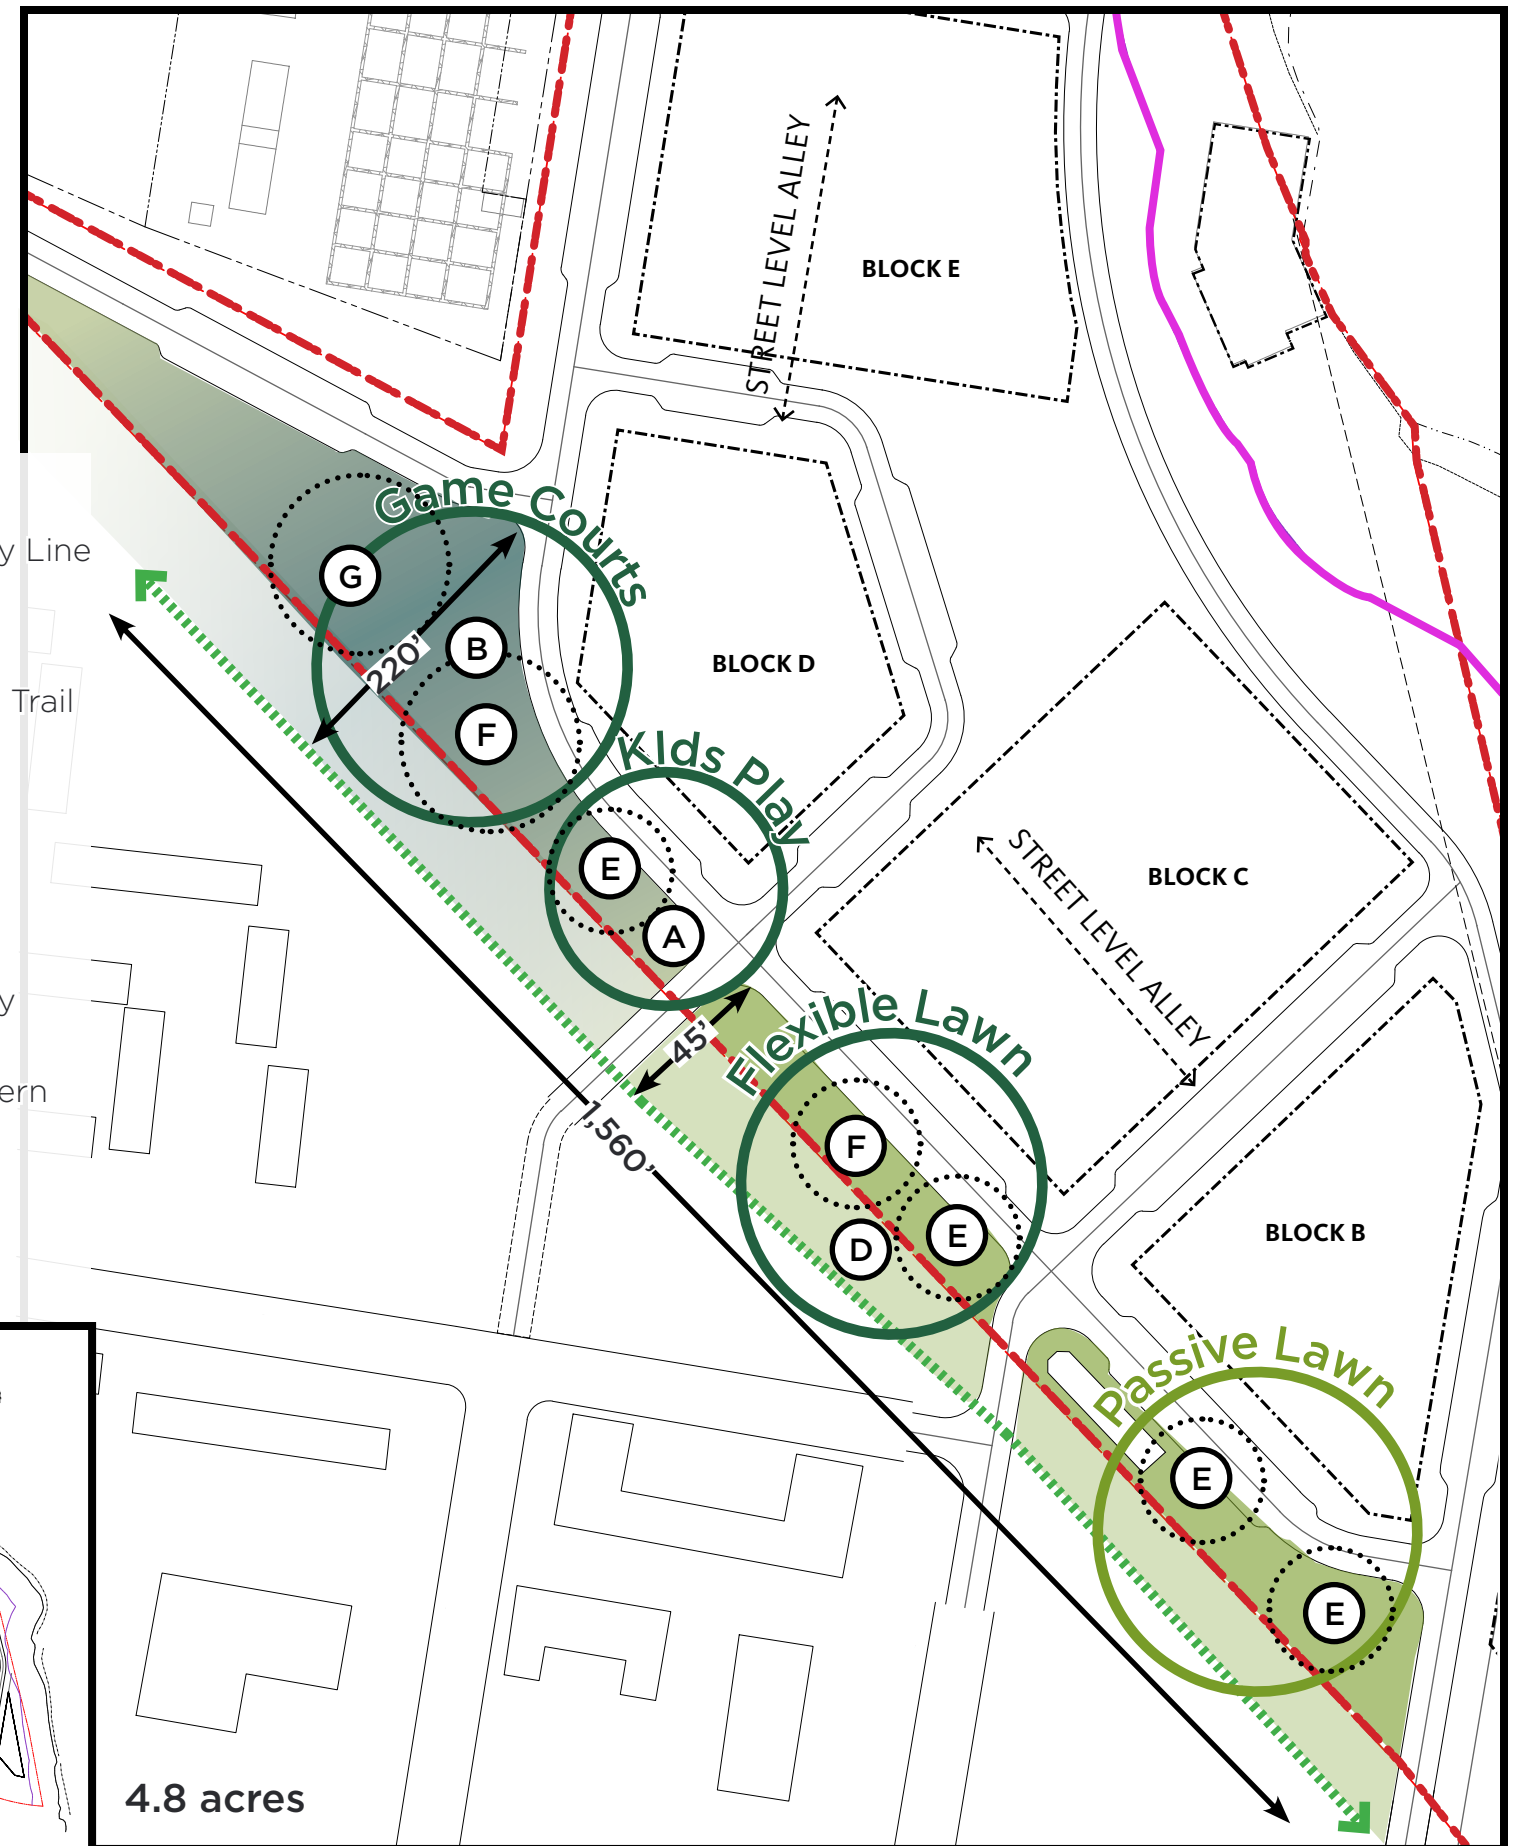 STREET LEVEL ALLEY
BLOCK E
Game Courts
y Line
G
B
220'
BLOCK D
Trail
F
KIds Play
E
A
STREET LEVEL ALLEY
BLOCK C
y
45'
Flexible Lawn
ern
1,560'
F
D
E
BLOCK B
Passive Lawn
E
E
4.8 acres